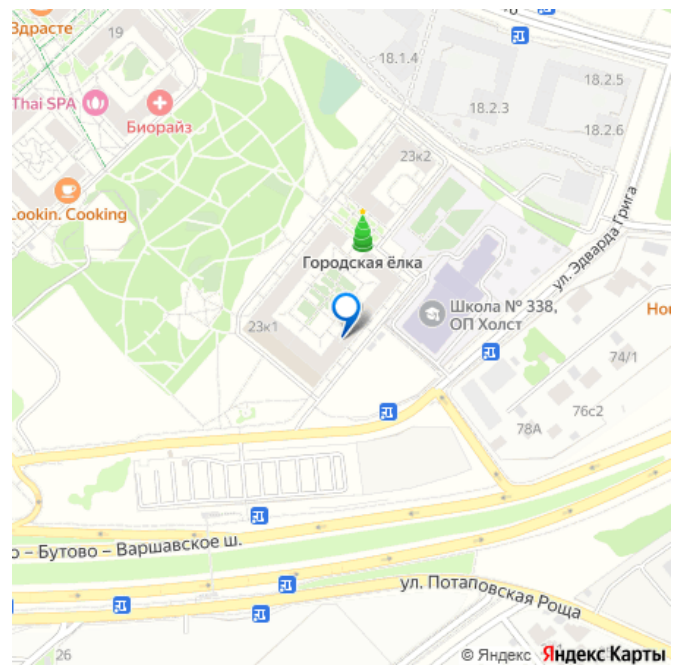 Здрасте
19
18.1.4
18.2.5
18.2.3
18.2.6
Thai SPA
Биорайз
23к2
Lookin. Cooking
Городская ёлка
ул. Эдварда Грига
23к1
Школа № 338,
ОП Холст
74/1
76с2
78А
о – Бутово – Варшавское ш.
ул. Потаповская Роща
26
© Яндекс Яндекс Карты